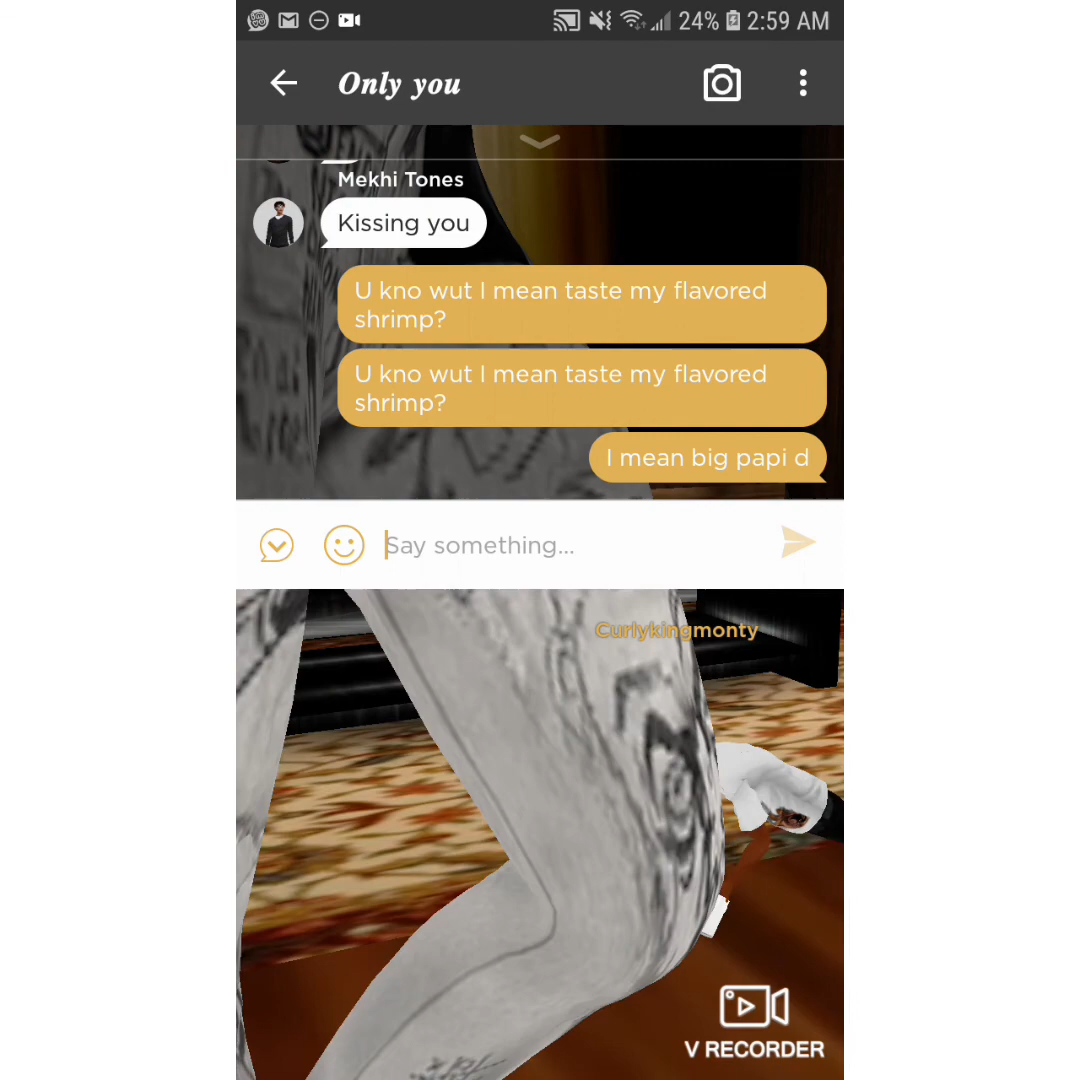 24% 2:59 AM
Only you
Mekhi Tones
Kissing you
U kno wut I mean taste my flavored
shrimp?
U kno wut I mean taste my flavored
shrimp?
I mean big papi d
Say something...
Curlykingmonty
V RECORDER